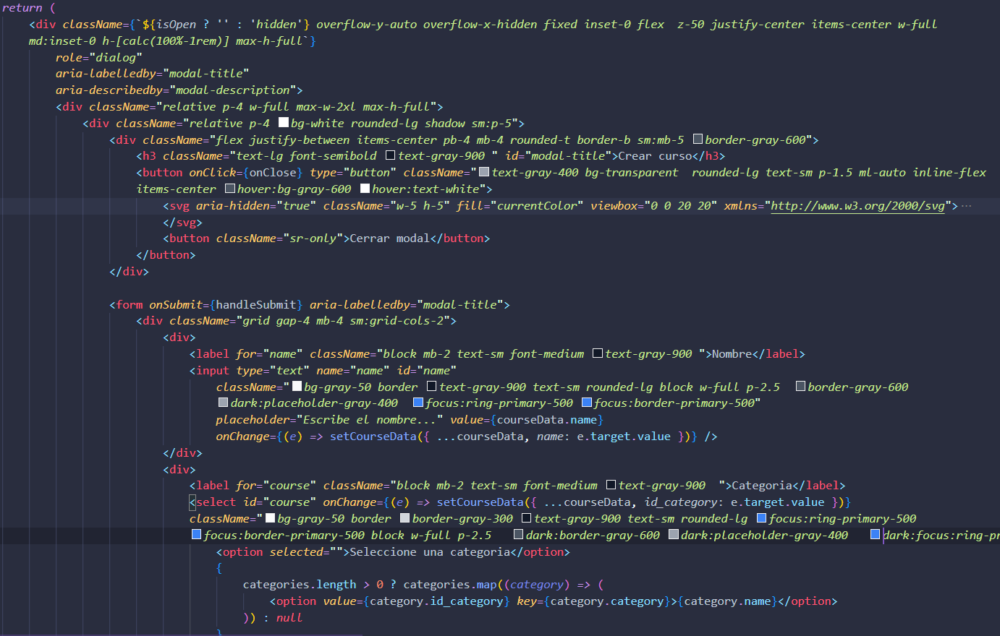 return (
<div className={`${isOpen ? '' : 'hidden'} overflow-y-auto overflow-x-hidden fixed inset-0 flex  z-50 justify-center items-center w-full
md:inset-0 h-[calc(100%-1rem)] max-h-full`}
role="dialog"
aria-labelledby="modal-title"
aria-describedby="modal-description">
<div className="relative p-4 w-full max-w-2xl max-h-full">
<div className="relative p-4 bg-white rounded-lg shadow sm:p-5">
<div className="flex justify-between items-center pb-4 mb-4 rounded-t border-b sm:mb-5 border-gray-600">
<h3 className="text-lg font-semibold text-gray-900 " id="modal-title">Crear curso</h3>
<button onClick={onClose} type="button" className="text-gray-400 bg-transparent  rounded-lg text-sm p-1.5 ml-auto inline-flex
items-center hover:bg-gray-600 hover:text-white">
<svg aria-hidden="true" className="w-5 h-5" fill="currentColor" viewbox="0 0 20 20" xmlns="http://www.w3.org/2000/svg">···
</svg>
<button className="sr-only">Cerrar modal</button>
</button>
</div>
<form onSubmit={handleSubmit} aria-labelledby="modal-title">
<div className="grid gap-4 mb-4 sm:grid-cols-2">
<div>
<label for="name" className="block mb-2 text-sm font-medium text-gray-900 ">Nombre</label>
<input type="text" name="name" id="name"
className="bg-gray-50 border text-gray-900 text-sm rounded-lg block w-full p-2.5  border-gray-600
dark:placeholder-gray-400  focus:ring-primary-500 focus:border-primary-500"
placeholder="Escribe el nombre..." value={courseData.name}
onChange={(e) => setCourseData({ ...courseData, name: e.target.value })} />
</div>
<div>
<label for="course" className="block mb-2 text-sm font-medium text-gray-900  ">Categoria</label>
<select id="course" onChange={(e) => setCourseData({ ...courseData, id_category: e.target.value })}
className="bg-gray-50 border border-gray-300 text-gray-900 text-sm rounded-lg focus:ring-primary-500
focus:border-primary-500 block w-full p-2.5   dark:border-gray-600 dark:placeholder-gray-400   dark:focus:ring-pr
<option selected="">Seleccione una categoria</option>
{
categories.length > 0 ? categories.map((category) => (
<option value={category.id_category} key={category.category}>{category.name}</option>
)) : null
}